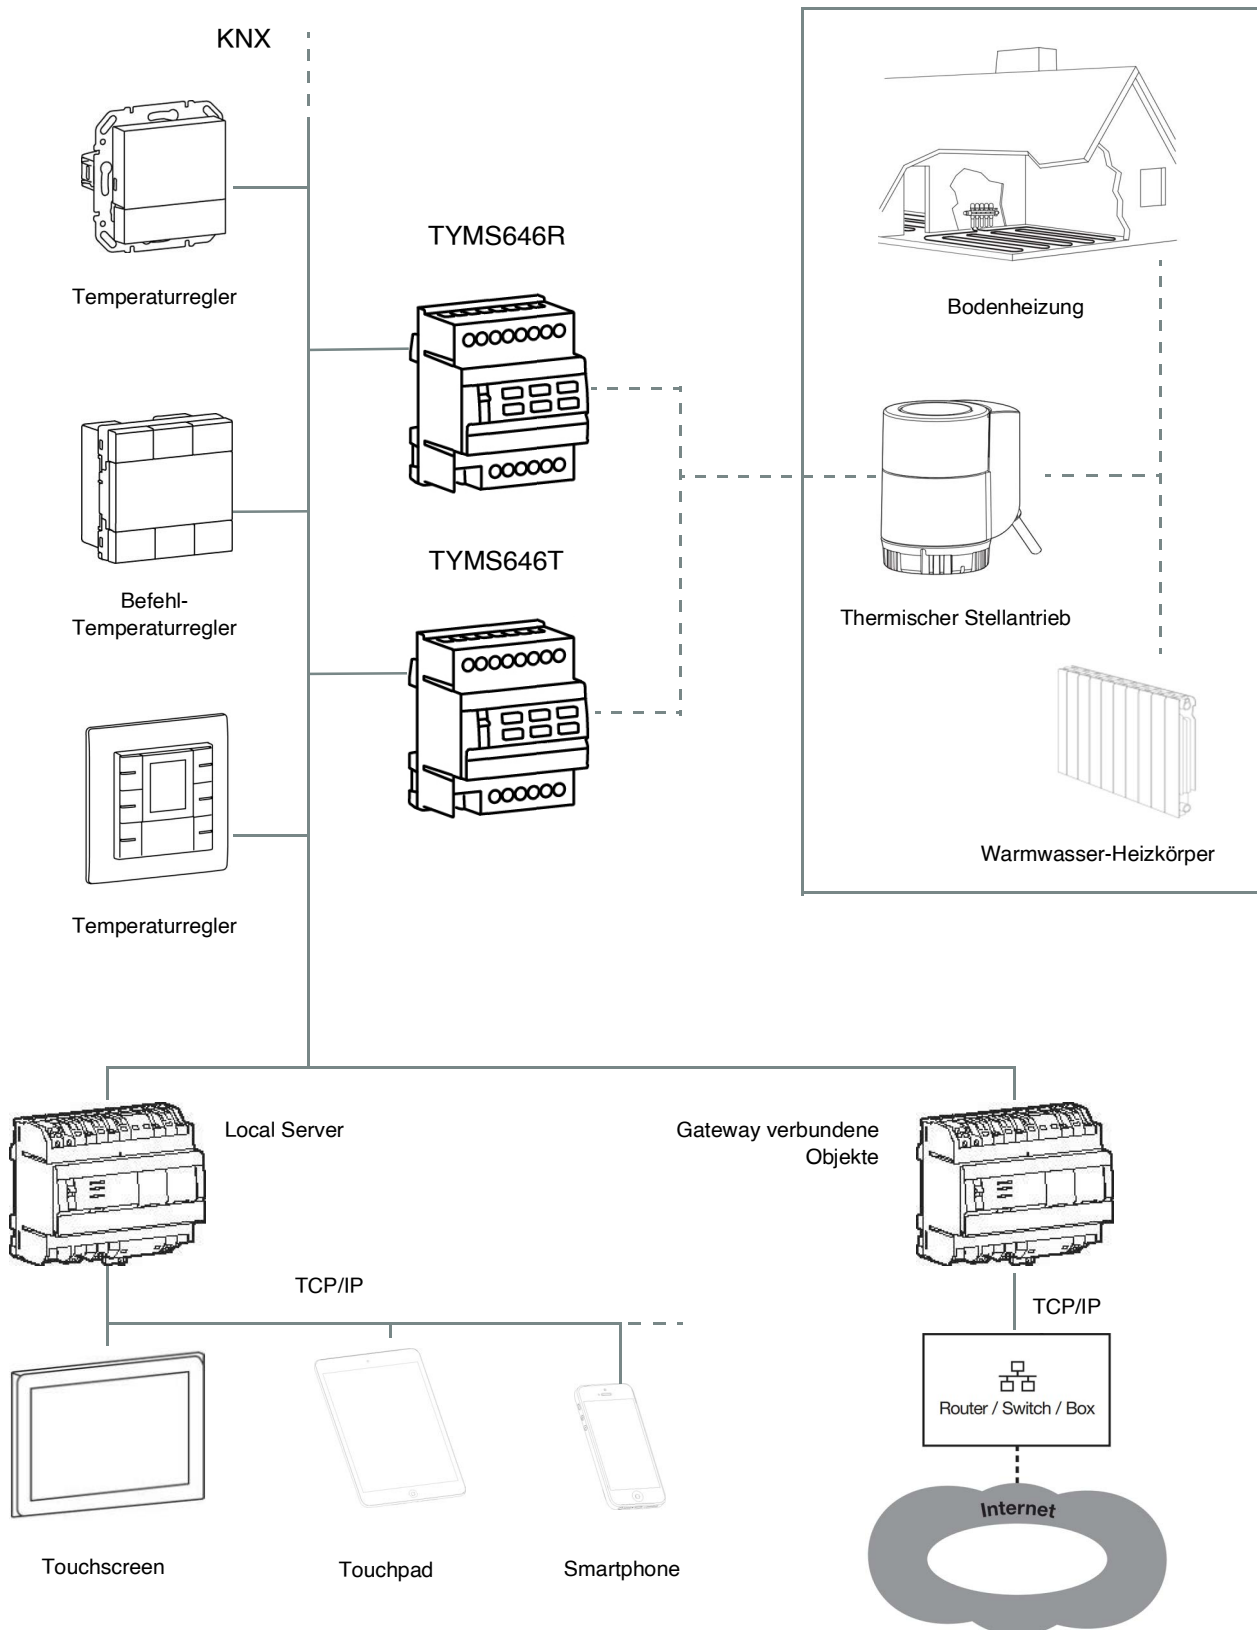 KNX
Temperaturregler
TYMS646R
Bodenheizung
Befehl-
Temperaturregler
TYMS646T
Thermischer Stellantrieb
Temperaturregler
Warmwasser-Heizkörper
Local Server
Gateway verbundene
Objekte
TCP/IP
TCP/IP
Router / Switch / Box
Internet
Touchscreen
Touchpad
Smartphone